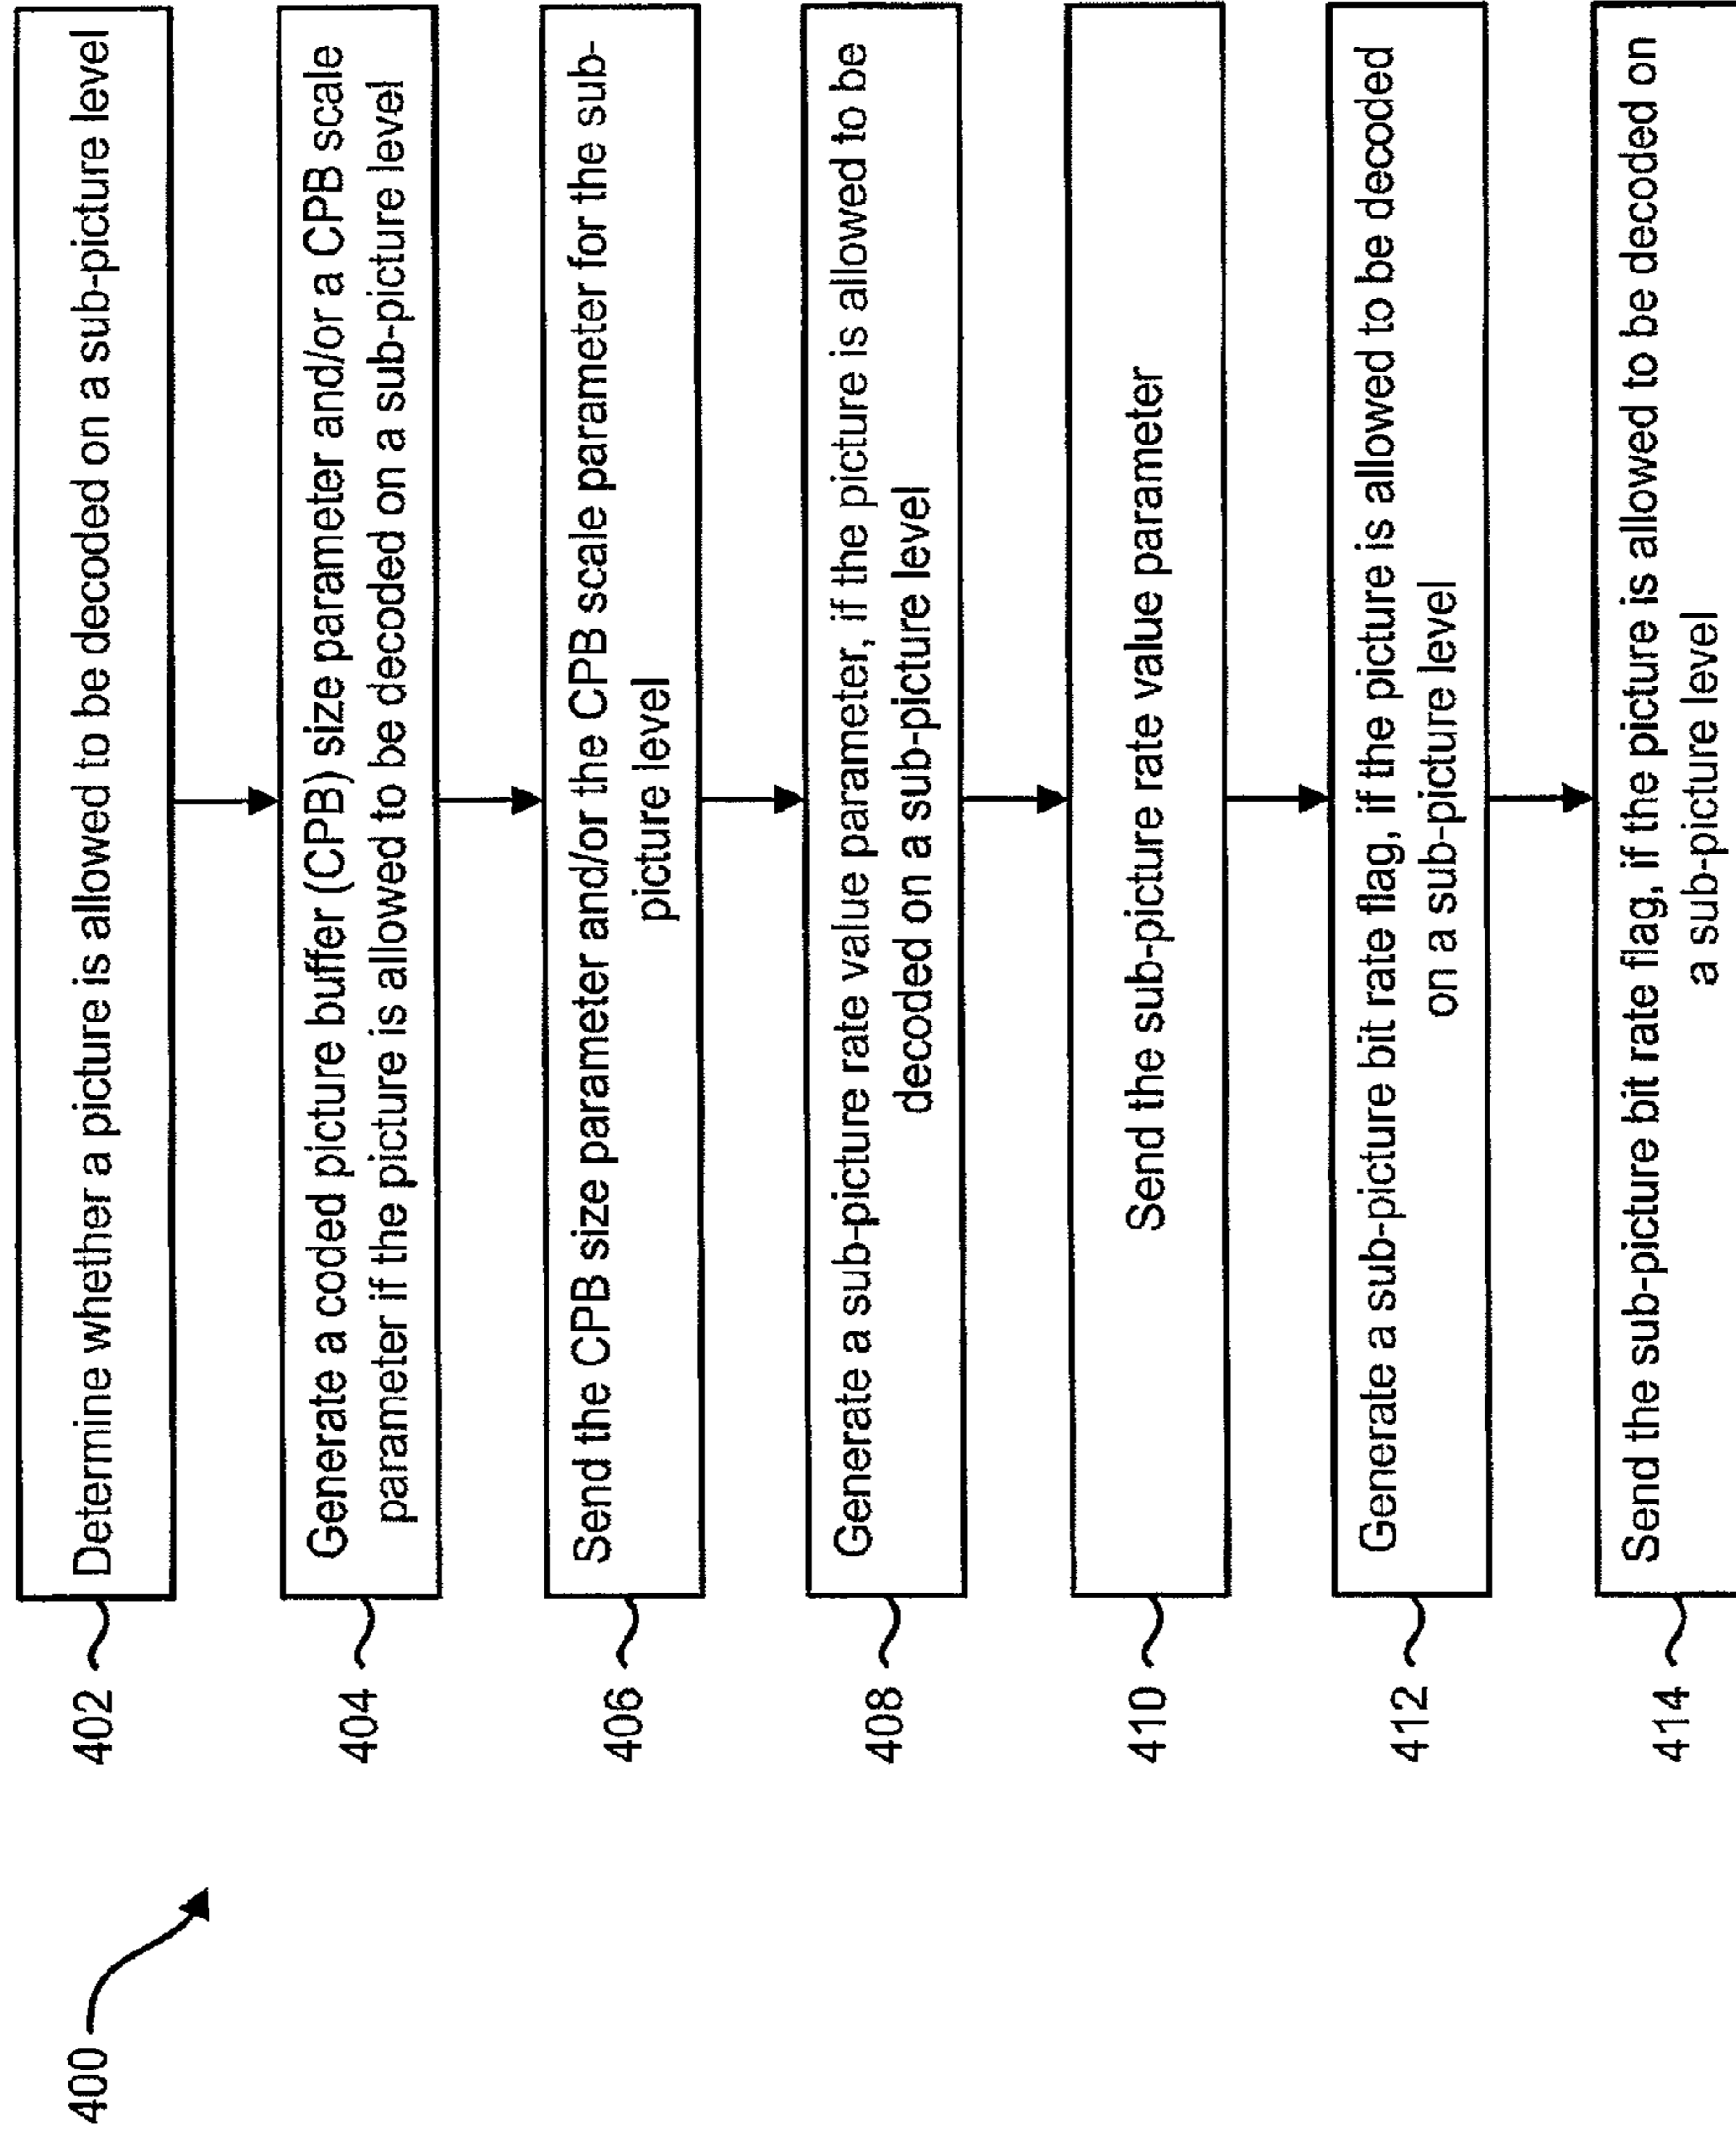 400
402
Determine whether a picture is allowed to be decoded on a sub-picture level
404
Generate a coded picture buffer (CPB) size parameter and/or a CPB scale
parameter if the picture is allowed to be decoded on a sub-picture level
406
Send the CPB size parameter and/or the CPB scale parameter for the sub-
picture level
408
Generate a sub-picture rate value parameter, if the picture is allowed to be
decoded on a sub-picture level
410
Send the sub-picture rate value parameter
412
Generate a sub-picture bit rate flag, if the picture is allowed to be decoded
on a sub-picture level
414
Send the sub-picture bit rate flag, if the picture is allowed to be decoded on
a sub-picture level